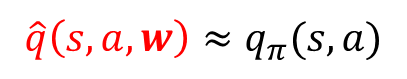 q̂(s, a, w) ≈ qπ(s, a)